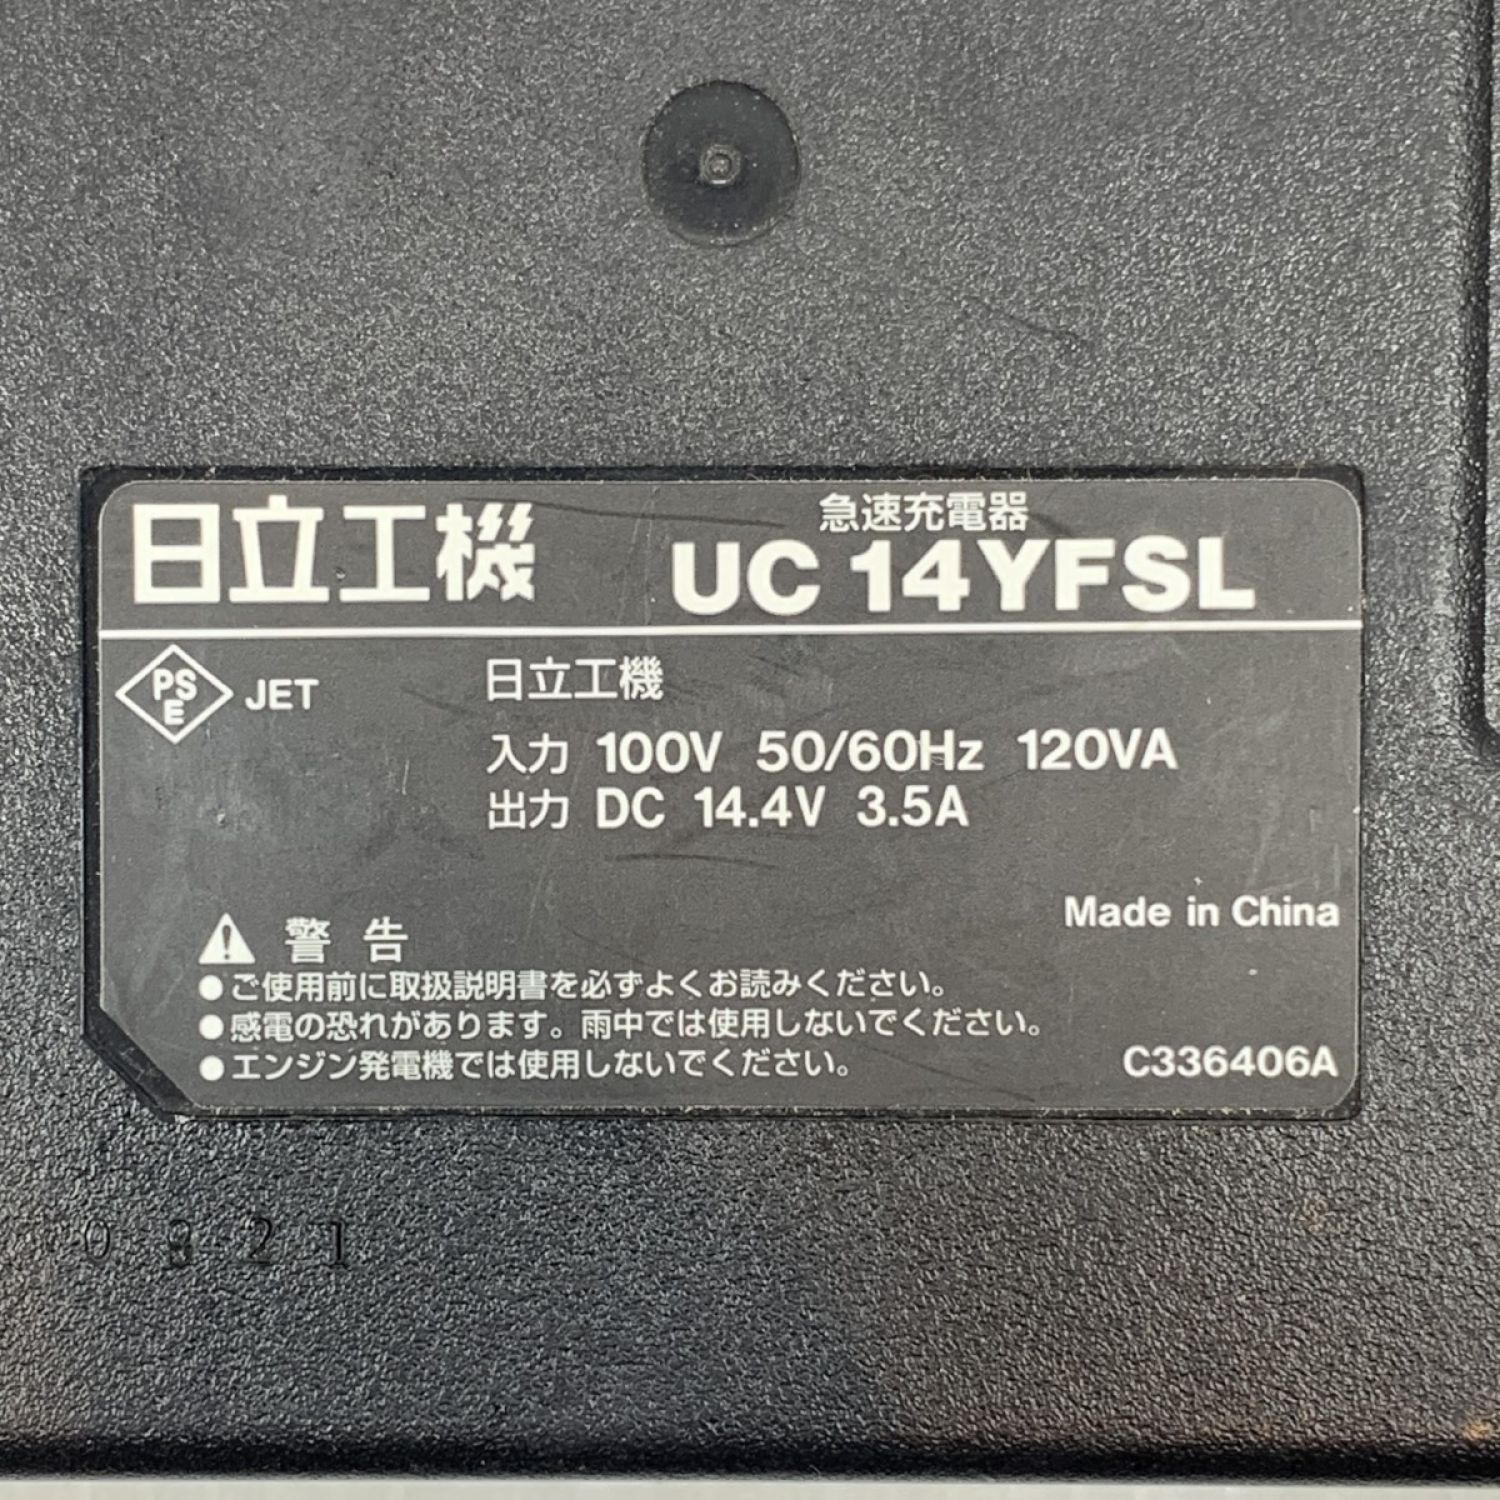 日立工機
急速充電器
UC 14YFSL
PS
E
JET
日立工機
入力 100V 50/60Hz 120VA
出力 DC 14.4V 3.5A
Made in China
警告
●ご使用前に取扱説明書を必ずよくお読みください。
●感電の恐れがあります。雨中では使用しないでください。
●エンジン発電機では使用しないでください。
C336406A